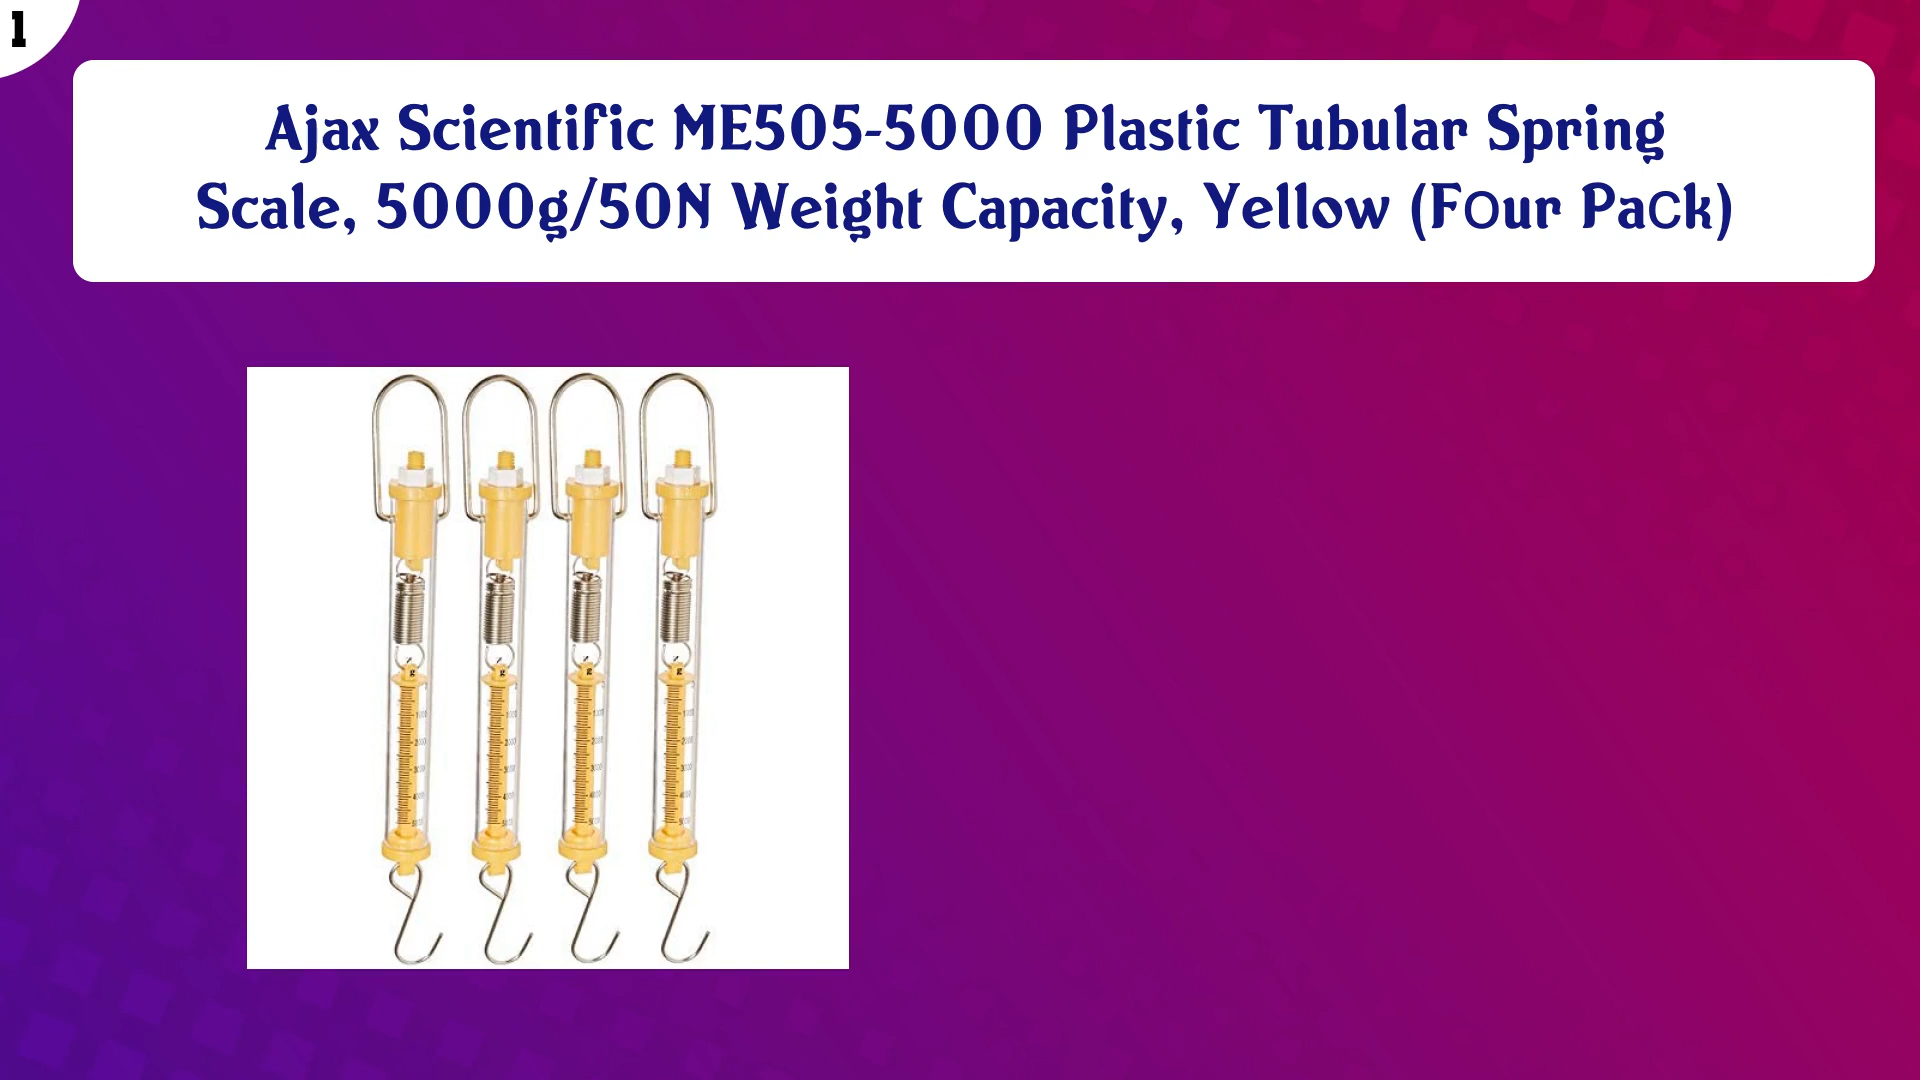 1
Ajax Scientific ME505-5000 Plastic Tubular Spring
Scale, 5000g/50N Weight Capacity, Yellow (Four Pack)
g g g g